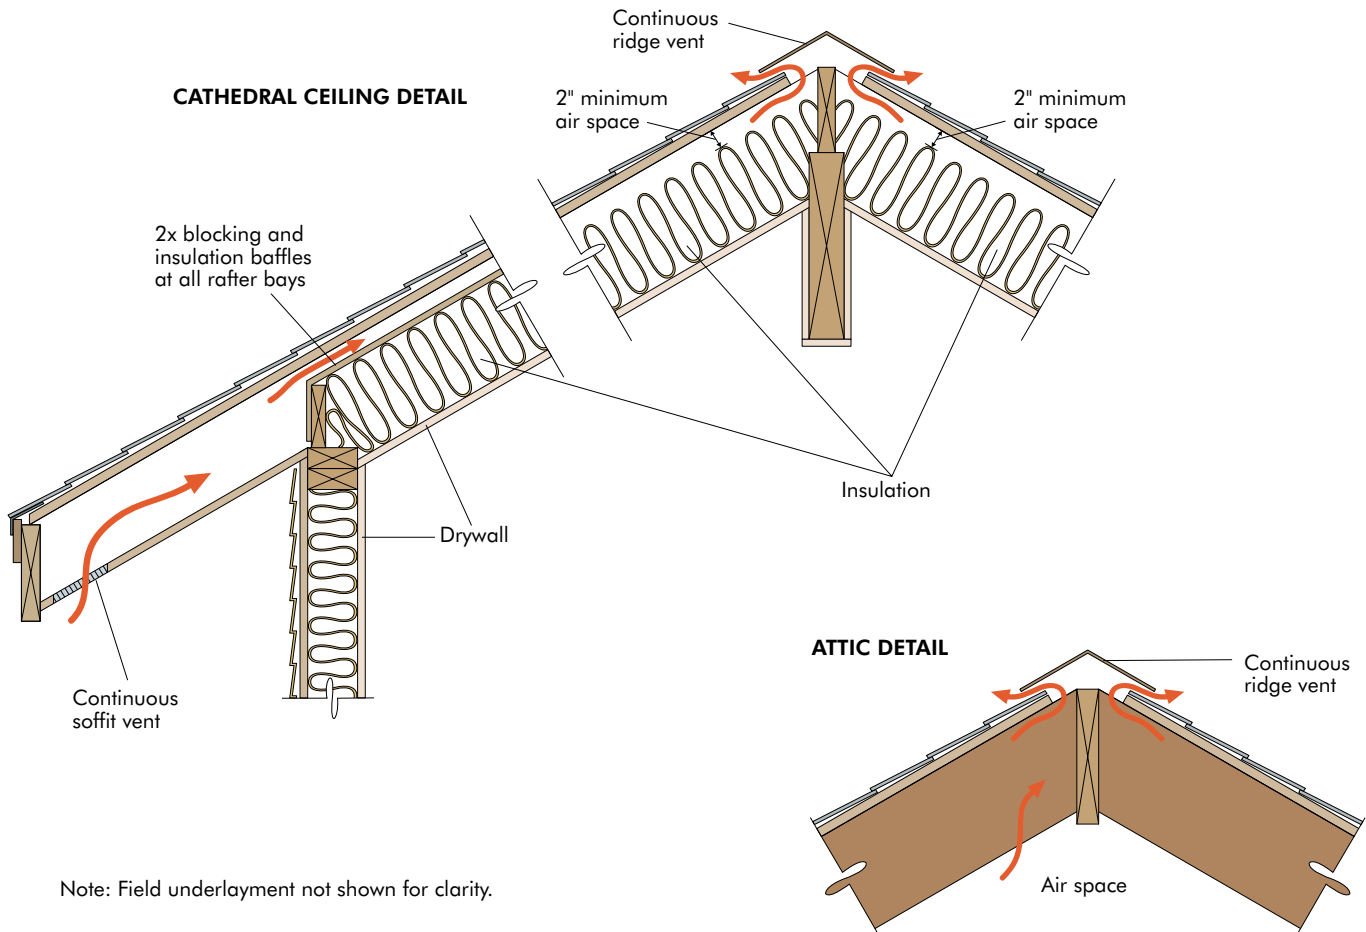 Continuous
ridge vent
CATHEDRAL CEILING DETAIL
2" minimum
air space
2" minimum
air space
2x blocking and
insulation baffles
at all rafter bays
Insulation
Drywall
Continuous
soffit vent
ATTIC DETAIL
Continuous
ridge vent
Air space
Note: Field underlayment not shown for clarity.